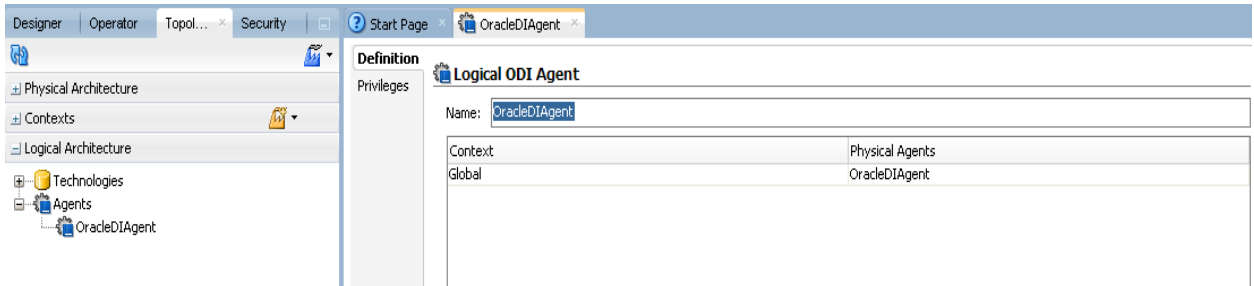 Designer Operator Topol... Security
Start Page OracleDIAgent
Definition
Privileges
Logical ODI Agent
Physical Architecture
Contexts
Logical Architecture
Technologies
Agents
OracleDIAgent
Name: OracleDIAgent
Context Physical Agents
Global OracleDIAgent